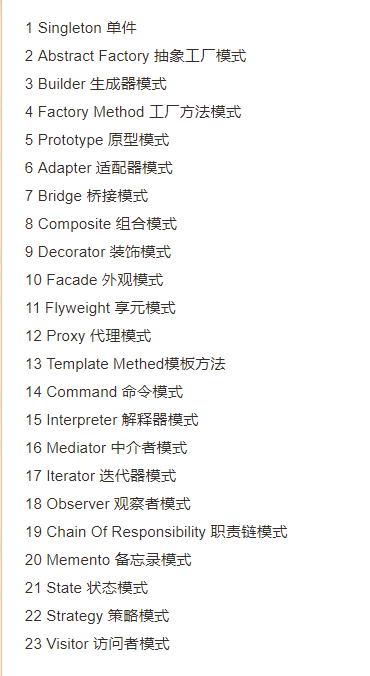 1 Singleton 单件
2 Abstract Factory 抽象工厂模式
3 Builder 生成器模式
4 Factory Method 工厂方法模式
5 Prototype 原型模式
6 Adapter 适配器模式
7 Bridge 桥接模式
8 Composite 组合模式
9 Decorator 装饰模式
10 Facade 外观模式
11 Flyweight 享元模式
12 Proxy 代理模式
13 Template Methed模板方法
14 Command 命令模式
15 Interpreter 解释器模式
16 Mediator 中介者模式
17 Iterator 迭代器模式
18 Observer 观察者模式
19 Chain Of Responsibility 职责链模式
20 Memento 备忘录模式
21 State 状态模式
22 Strategy 策略模式
23 Visitor 访问者模式